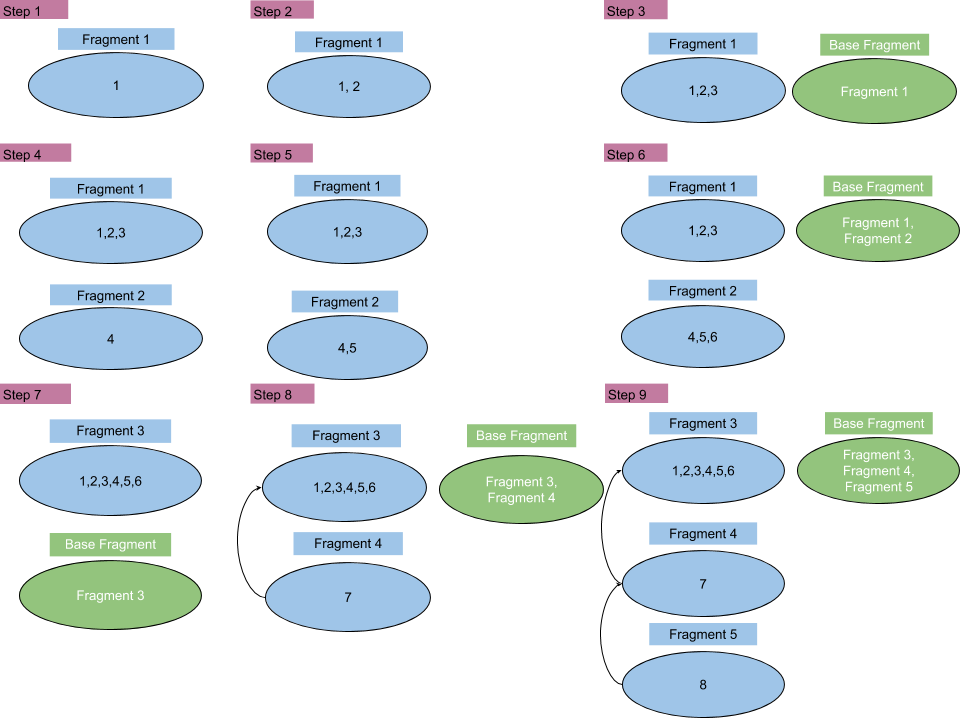 Step 1
Fragment 1
1
Step 2
Fragment 1
1, 2
Step 3
Fragment 1
1,2,3
Base Fragment
Fragment 1
Step 4
Fragment 1
1,2,3
Fragment 2
4
Step 5
Fragment 1
1,2,3
Fragment 2
4,5
Step 6
Fragment 1
1,2,3
Base Fragment
Fragment 1,
Fragment 2
Fragment 2
4,5,6
Step 7
Fragment 3
1,2,3,4,5,6
Base Fragment
Fragment 3
Step 8
Fragment 3
1,2,3,4,5,6
Base Fragment
Fragment 3,
Fragment 4
Fragment 4
7
Step 9
Fragment 3
1,2,3,4,5,6
Base Fragment
Fragment 3,
Fragment 4,
Fragment 5
Fragment 4
7
Fragment 5
8